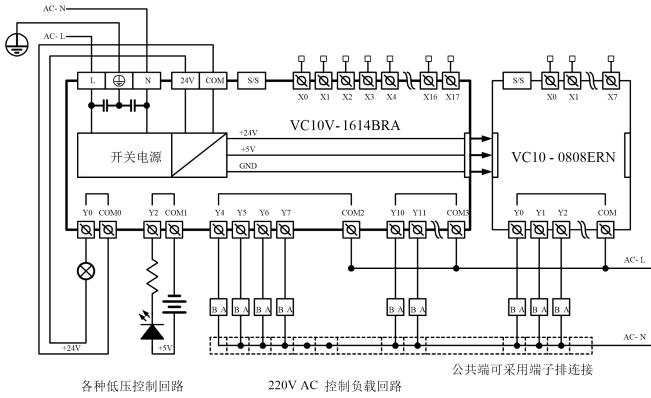 AC- N
AC- L
L N 24V COM S/S X0 X1 X2 X3 X4 X16 X17
S/S X0 X1 X7
VC10V- 1614BRA
VC10 - 0808ERN
开关电源
+24V
+5V
GND
Y0 COM0 Y2 COM1 Y4 Y5 Y6 Y7 COM2 Y10 Y11 COM3
Y0 Y1 Y2 COM
AC- L
B A B A B A B A B A B A B A B A B A
AC- N
+24V
+5V
公共端可采用端子排连接
各种低压控制回路
220V AC 控制负载回路